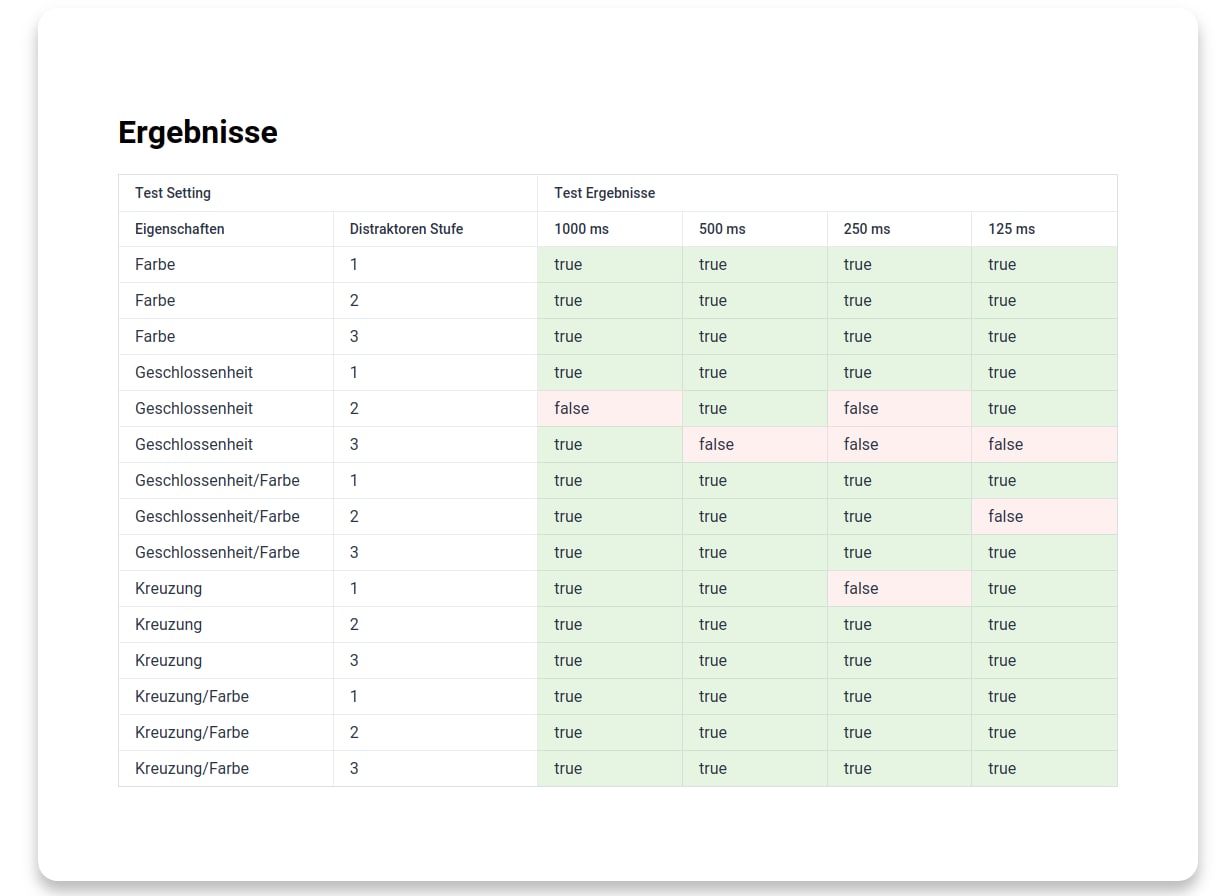 Ergebnisse
Test Setting Test Ergebnisse
Eigenschaften Distraktoren Stufe 1000 ms 500 ms 250 ms 125 ms
Farbe 1 true true true true
Farbe 2 true true true true
Farbe 3 true true true true
Geschlossenheit 1 true true true true
Geschlossenheit 2 false true false true
Geschlossenheit 3 true false false false
Geschlossenheit/Farbe 1 true true true true
Geschlossenheit/Farbe 2 true true true false
Geschlossenheit/Farbe 3 true true true true
Kreuzung 1 true true false true
Kreuzung 2 true true true true
Kreuzung 3 true true true true
Kreuzung/Farbe 1 true true true true
Kreuzung/Farbe 2 true true true true
Kreuzung/Farbe 3 true true true true